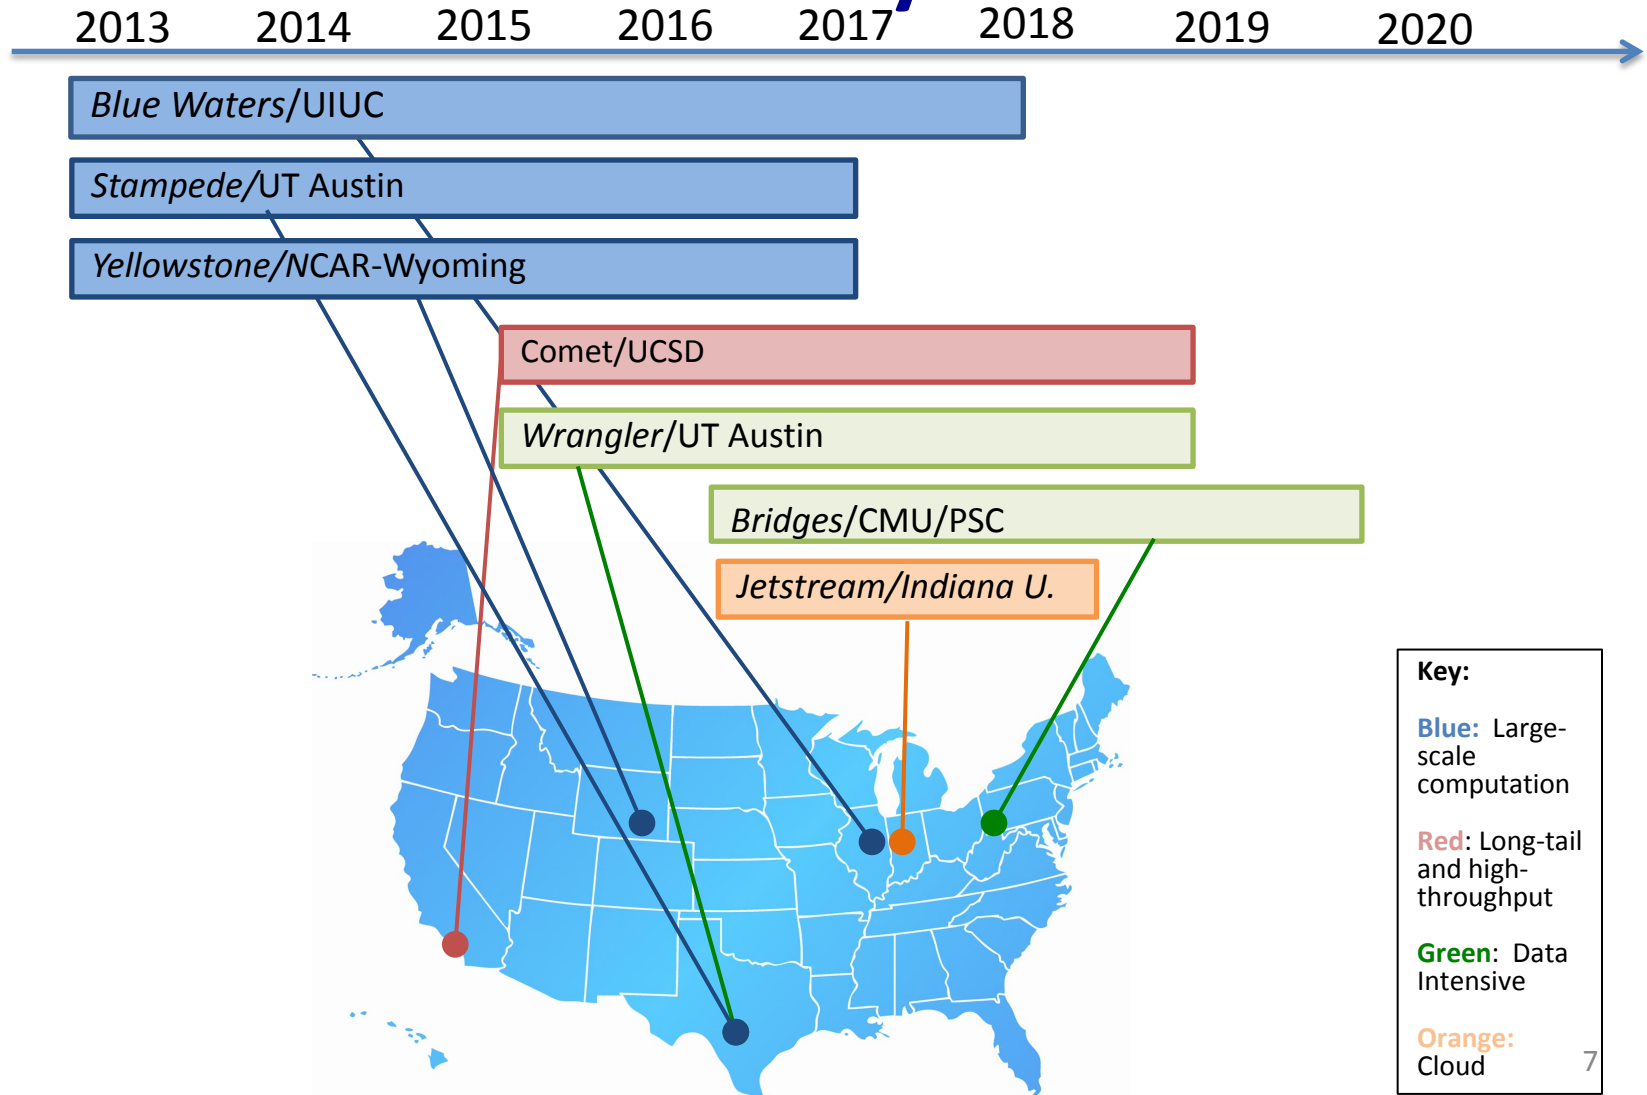 2013 2014 2015 2016 2017 2018 2019 2020
Blue Waters/UIUC
Stampede/UT Austin
Yellowstone/NCAR-Wyoming
Comet/UCSD
Wrangler/UT Austin
Bridges/CMU/PSC
Jetstream/Indiana U.
Key:
Blue: Large-
scale
computation
Red: Long-tail
and high-
throughput
Green: Data
Intensive
Orange:
Cloud
7